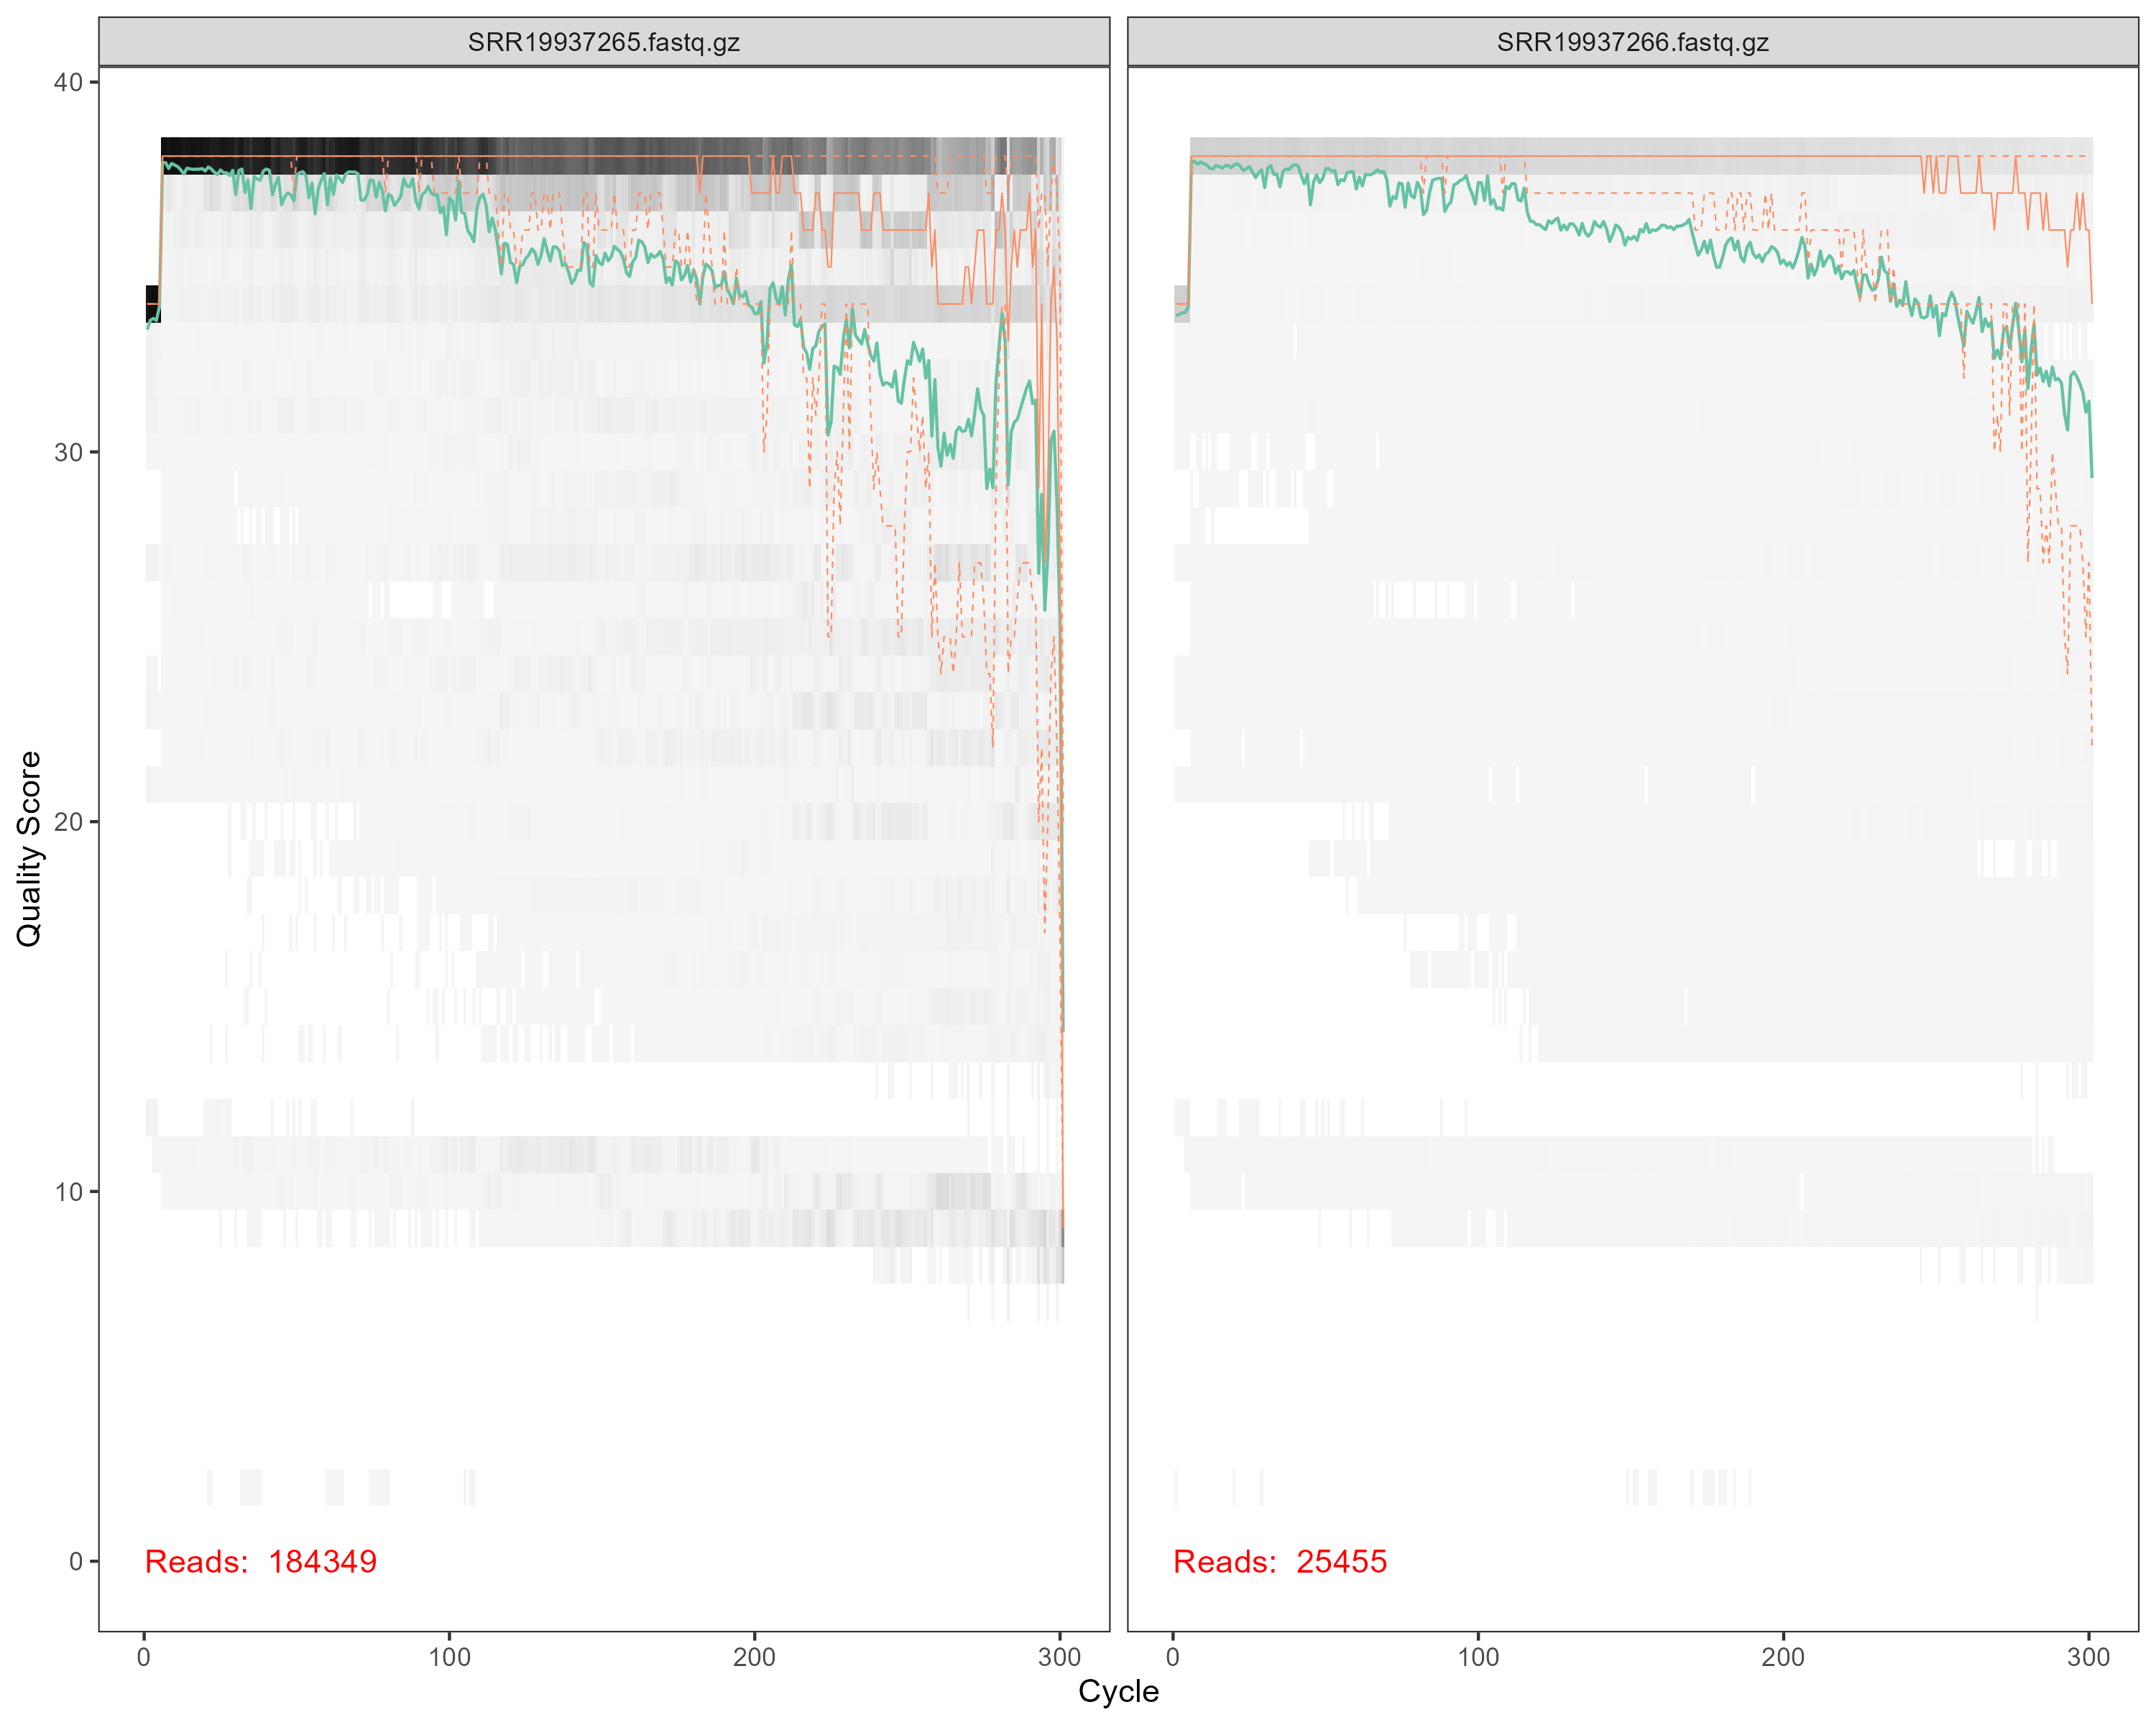 SRR19937265.fastq.gz
SRR19937266.fastq.gz
40
30
20
10
0
Quality Score
Reads: 184349
Reads: 25455
0
100
200
300
0
100
200
300
Cycle